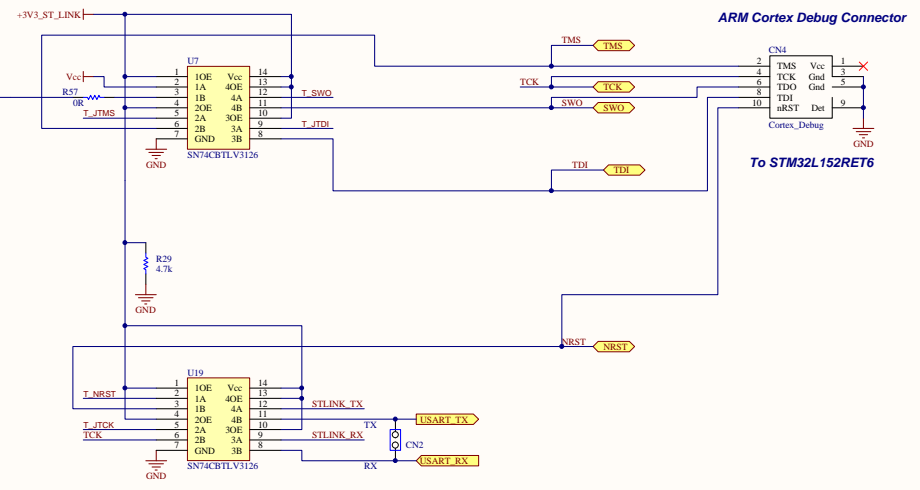 +3V3_ST_LINK
ARM Cortex Debug Connector
TMS
TMS
CN4
U7
2 TMS Vcc 1
4 TCK Gnd 3
6 TDO Gnd 5
8 TDI
10 nRST Det 9
Cortex_Debug
GND
To STM32L152RET6
TCK
TCK
SWO
SWO
Vcc
R57
0R
T_JTMS
1 1OE Vcc 14
2 1A 4OE 13
3 1B 4A 12 T_SWO
4 2OE 4B 11
5 2A 3OE 10
6 2B 3A 9 T_JTDI
7 GND 3B 8
SN74CBTLV3126
GND
TDI
TDI
R29
4.7k
GND
NRST
NRST
U19
1 1OE Vcc 14
T_NRST 2 1A 4OE 13
3 1B 4A 12 STLINK_TX
4 2OE 4B 11
T_JTCK 5 2A 3OE 10
TCK 6 2B 3A 9 STLINK_RX
7 GND 3B 8
SN74CBTLV3126
GND
TX
USART_TX
CN2
RX
USART_RX